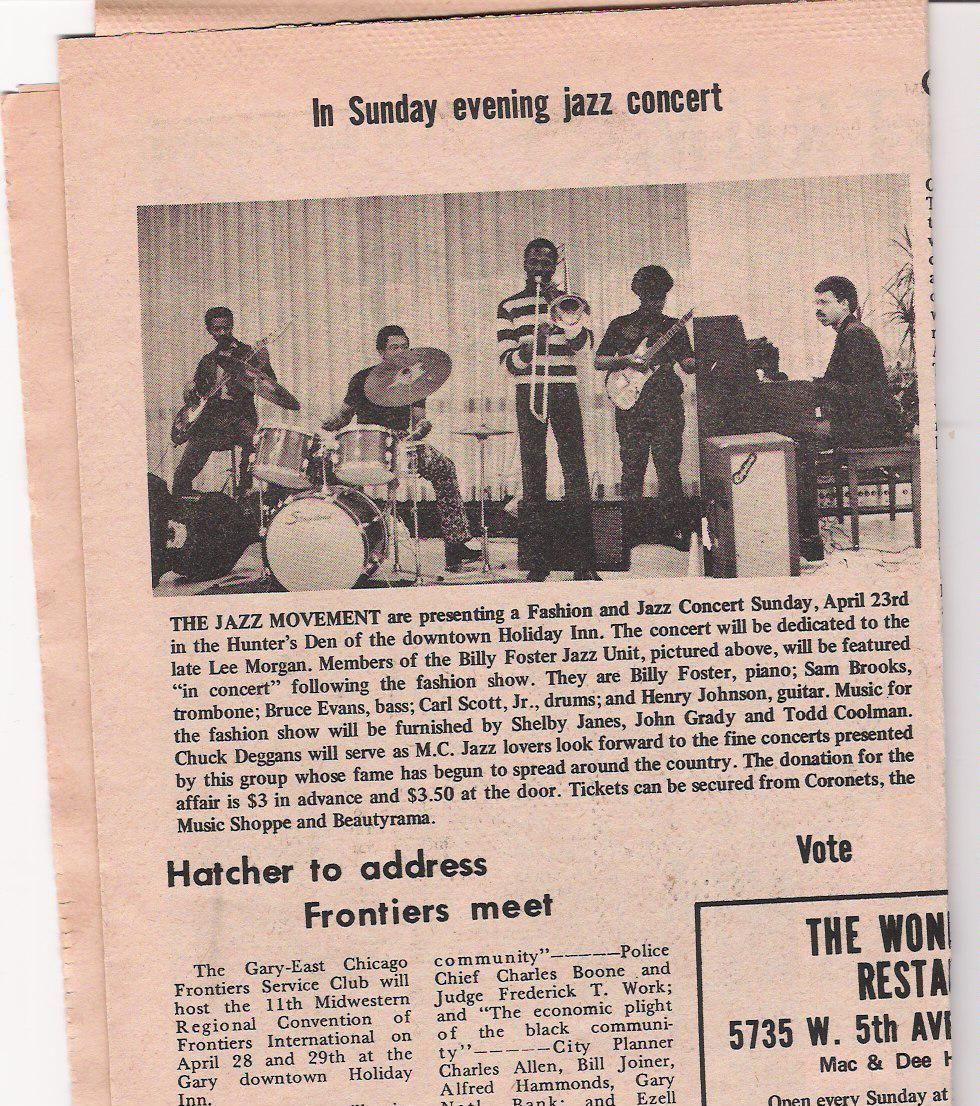 In Sunday evening jazz concert
THE JAZZ MOVEMENT are presenting a Fashion and Jazz Concert Sunday, April 23rd
in the Hunter's Den of the downtown Holiday Inn. The concert will be dedicated to the
late Lee Morgan. Members of the Billy Foster Jazz Unit, pictured above, will be featured
"in concert" following the fashion show. They are Billy Foster, piano; Sam Brooks,
trombone; Bruce Evans, bass; Carl Scott, Jr., drums; and Henry Johnson, guitar. Music for
the fashion show will be furnished by Shelby Janes, John Grady and Todd Coolman.
Chuck Deggans will serve as M.C. Jazz lovers look forward to the fine concerts presented
by this group whose fame has begun to spread around the country. The donation for the
affair is $3 in advance and $3.50 at the door. Tickets can be secured from Coronets, the
Music Shoppe and Beautyrama.
Hatcher to address
Frontiers meet
The Gary-East Chicago
Frontiers Service Club will
host the 11th Midwestern
Regional Convention of
Frontiers International on
April 28 and 29th at the
Gary downtown Holiday
Inn.
community"-----Police
Chief Charles Boone and
Judge Frederick T. Work;
and "The economic plight
of the black communi-
ty"-----City Planner
Charles Allen, Bill Joiner,
Alfred Hammonds, Gary
Bank; and Ezell
Vote
THE WON
RESTA
5735 W. 5th AV
Mac & Dee
Open every Sunday at